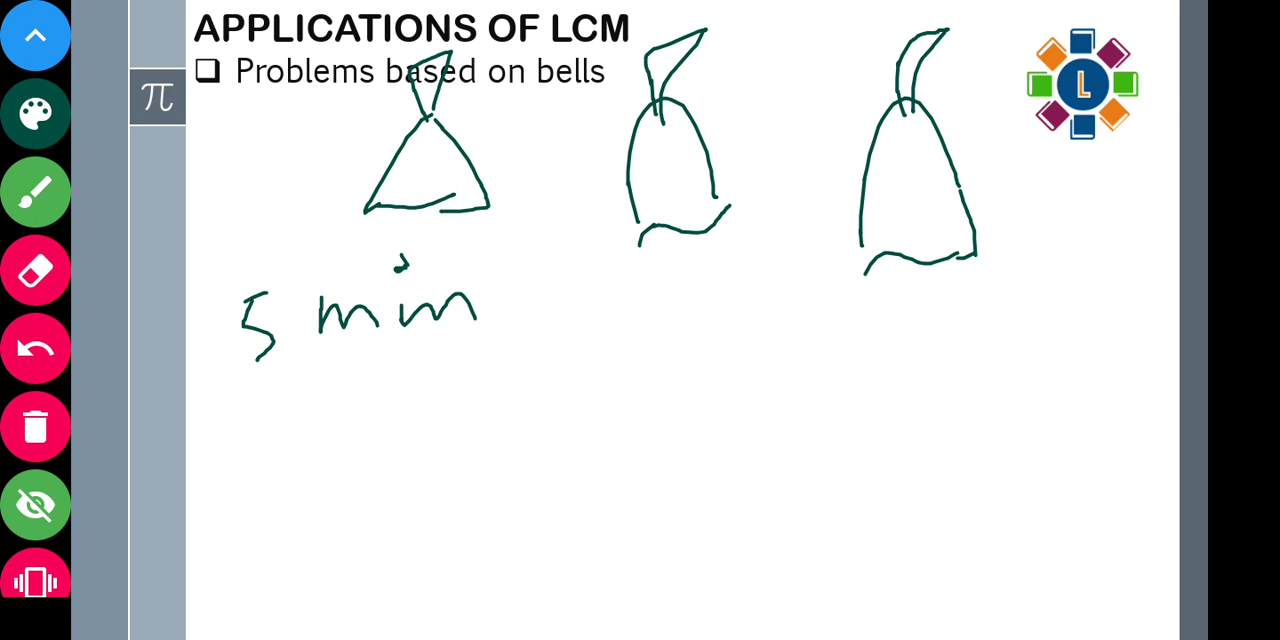 APPLICATIONS OF LCM
❑ Problems based on bells
π
L
5 min